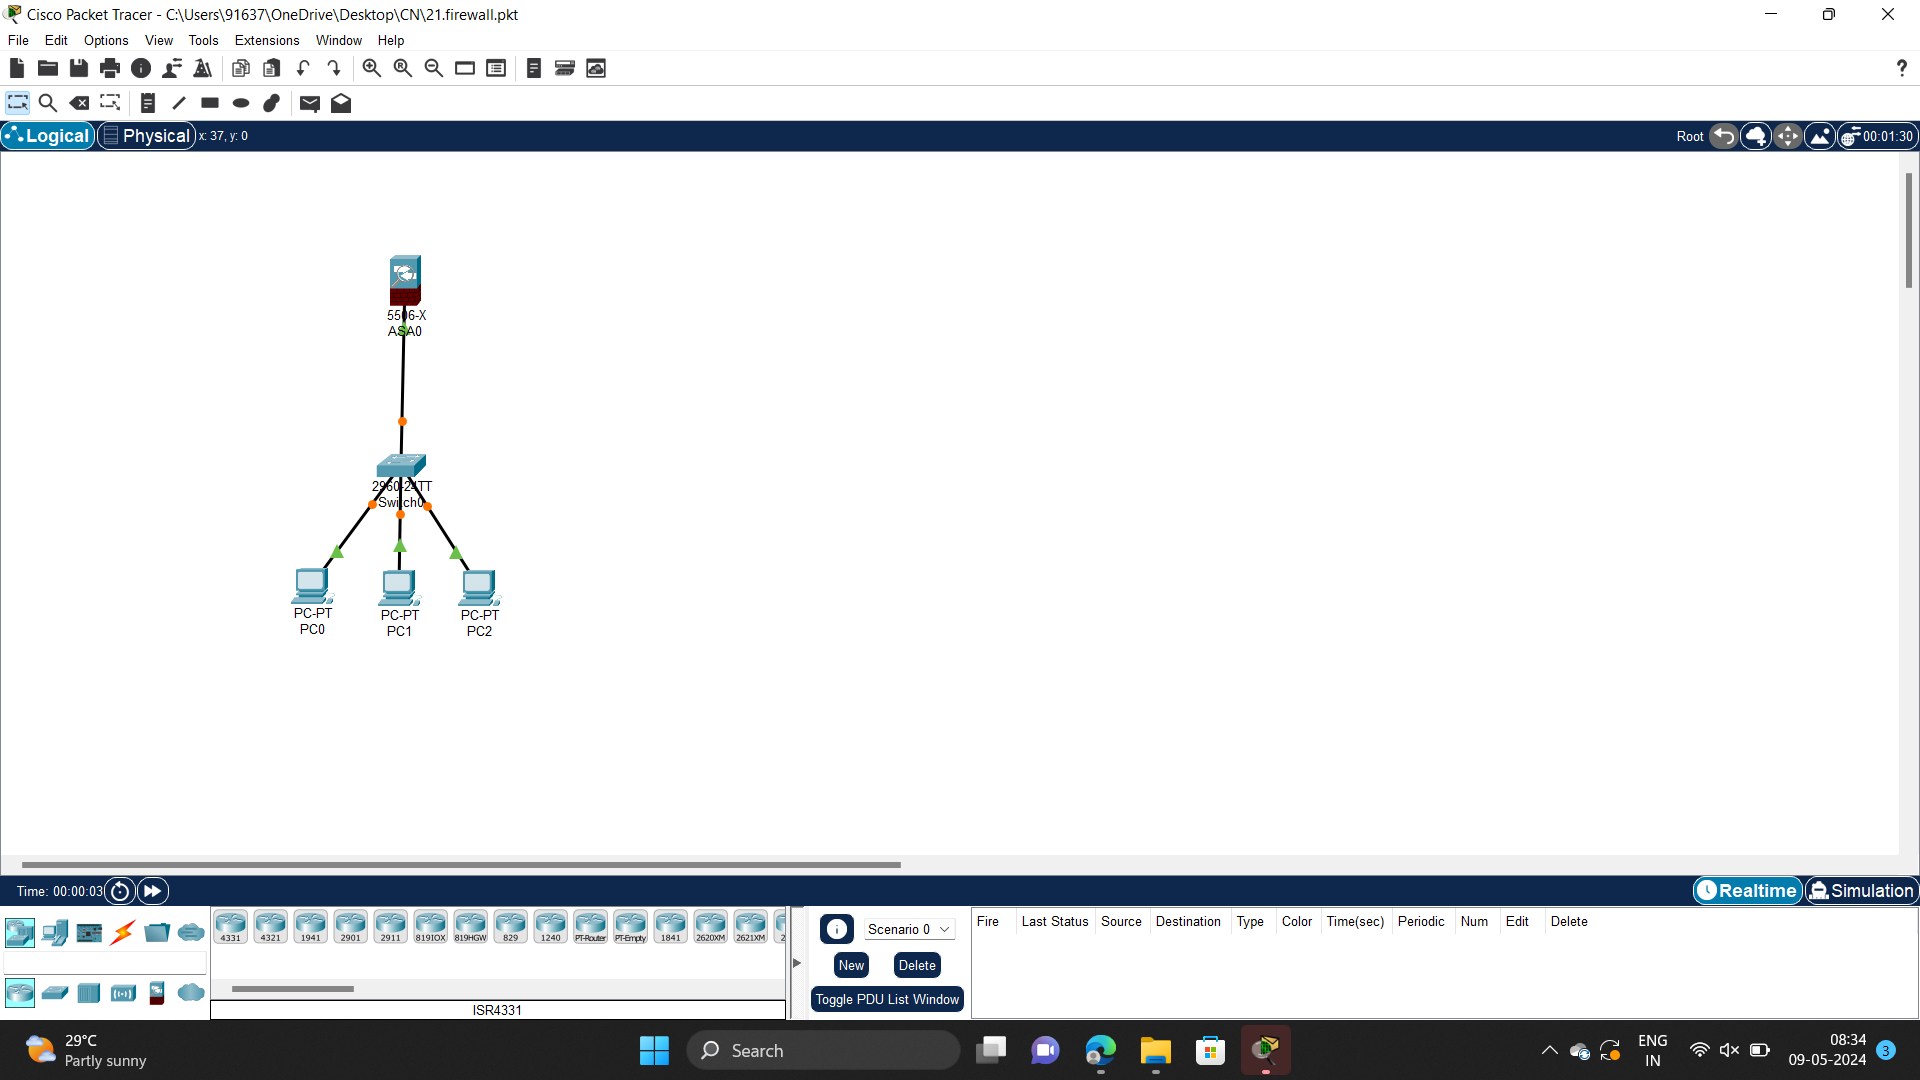 Cisco Packet Tracer - C:\Users\91637\OneDrive\Desktop\CN\21.firewall.pkt
File Edit Options View Tools Extensions Window Help
?
Logical Physical x: 37, y: 0 Root 00:01:30
5506-X
ASA0
2960-24TT
Switch0
PC-PT
PC0
PC-PT
PC1
PC-PT
PC2
Time: 00:00:03 Realtime Simulation
4331 4321 1941 2901 2911 819IOX 819HGW 829 1240 PT-Router PT-Empty 1841 2620XM 2621XM 2
ISR4331
Scenario 0
New Delete
Toggle PDU List Window
Fire Last Status Source Destination Type Color Time(sec) Periodic Num Edit Delete
29°C
Partly sunny
Search
ENG
IN
08:34
09-05-2024
3